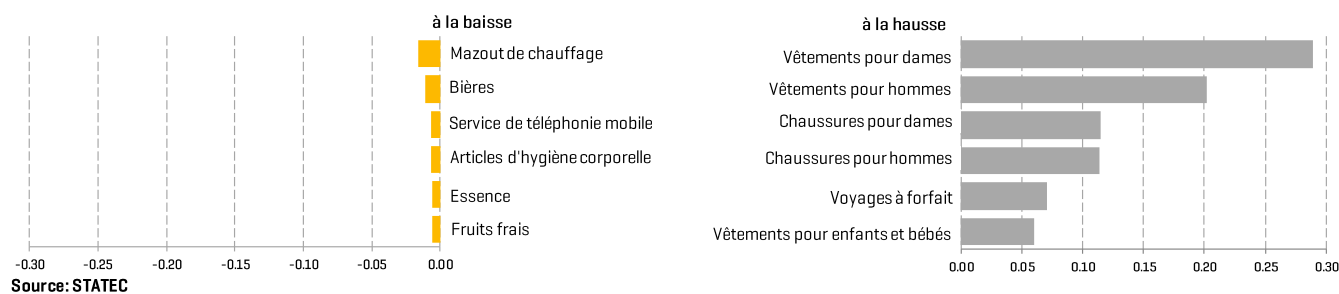 à la baisse
Mazout de chauffage
Bières
Service de téléphonie mobile
Articles d'hygiène corporelle
Essence
Fruits frais
-0.30 -0.25 -0.20 -0.15 -0.10 -0.05 0.00
Source: STATEC
à la hausse
Vêtements pour dames
Vêtements pour hommes
Chaussures pour dames
Chaussures pour hommes
Voyages à forfait
Vêtements pour enfants et bébés
0.00 0.05 0.10 0.15 0.20 0.25 0.30